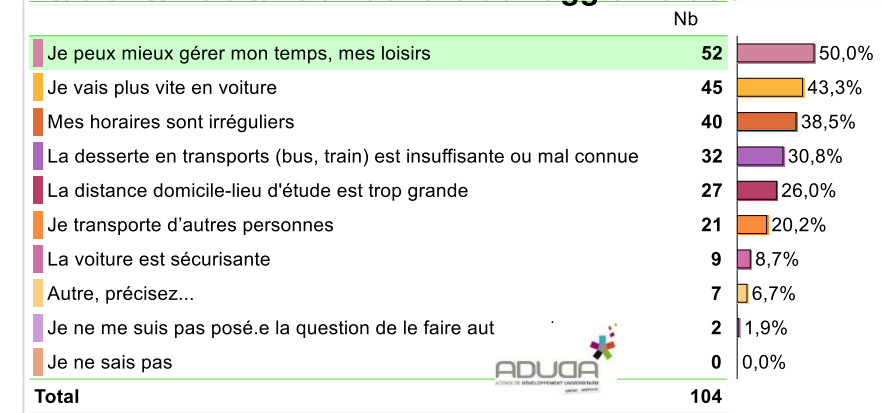 Nb
Je peux mieux gérer mon temps, mes loisirs 52 50,0%
Je vais plus vite en voiture 45 43,3%
Mes horaires sont irréguliers 40 38,5%
La desserte en transports (bus, train) est insuffisante ou mal connue 32 30,8%
La distance domicile-lieu d'étude est trop grande 27 26,0%
Je transporte d’autres personnes 21 20,2%
La voiture est sécurisante 9 8,7%
Autre, précisez... 7 6,7%
Je ne me suis pas posé.e la question de le faire aut 2 1,9%
Je ne sais pas 0 0,0%
ADUDA
AGENCE DE DÉVELOPPEMENT UNIVERSITAIRE
Total 104